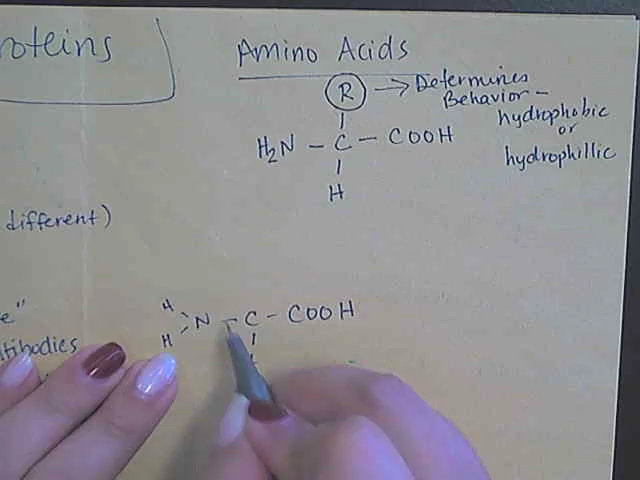 roteins
Amino Acids
R → Determines
Behavior -
hydrophobic
or
hydrophillic
H₂N - C - COOH
H
different)
e"
tibodies
H
N - C - COOH
H